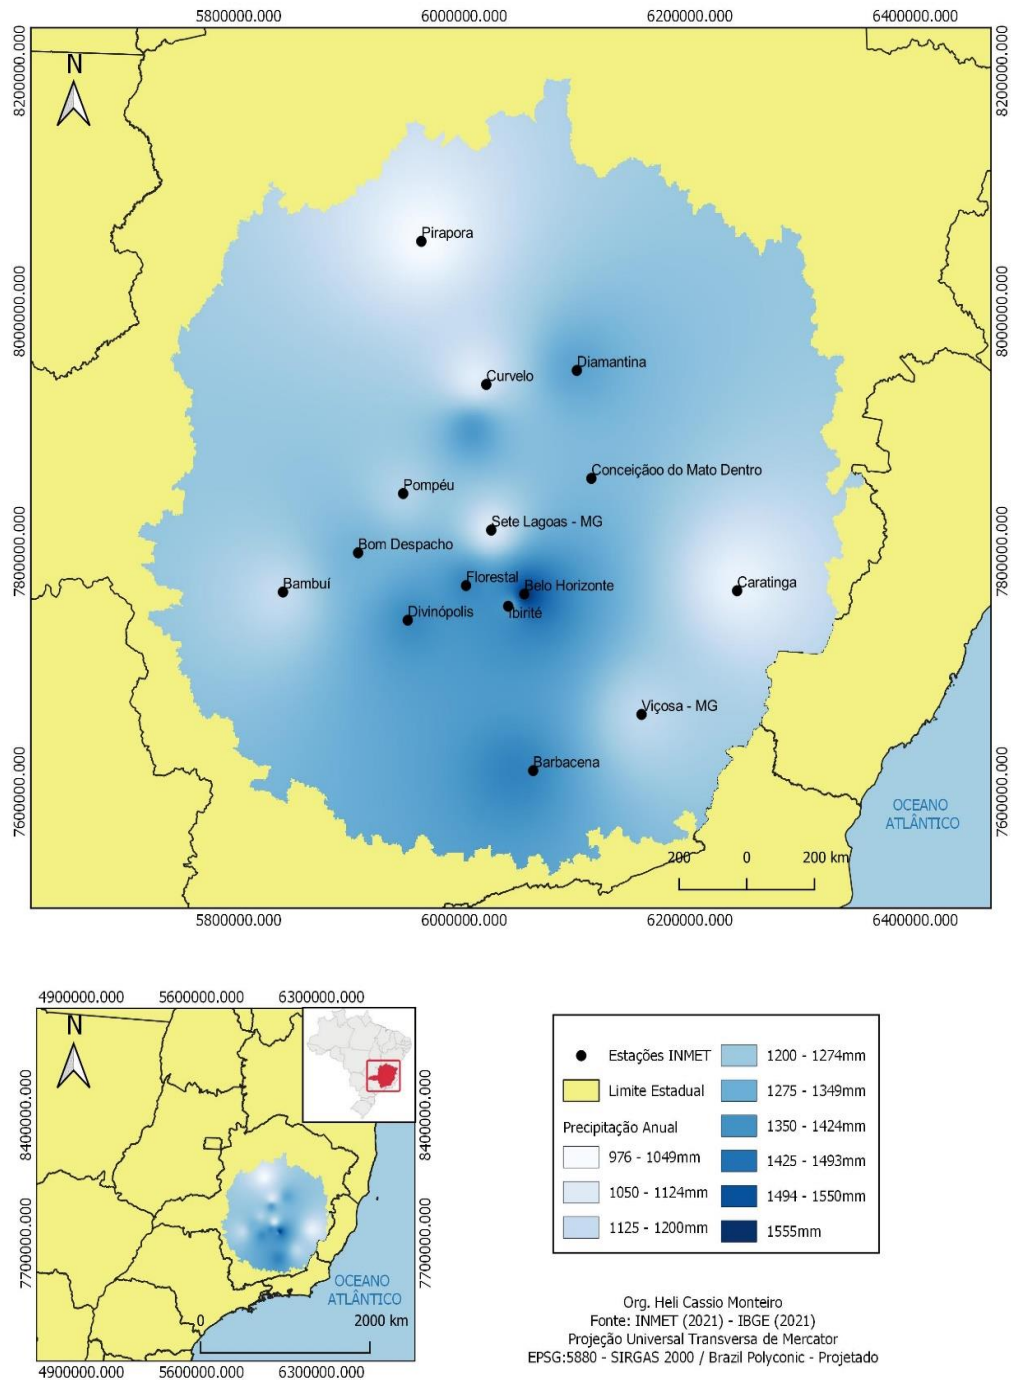 5800000.000 6000000.000 6200000.000 6400000.000
8200000.000
8000000.000
7800000.000
7600000.000
N
Pirapora
Diamantina
Curvelo
Conceiçãoo do Mato Dentro
Pompéu
Sete Lagoas - MG
Bom Despacho
Florestal
Bambuí
Belo Horizonte
Caratinga
Divinópolis
Ibirité
Viçosa - MG
Barbacena
OCEANO
ATLÂNTICO
200 0 200 km
8200000.000
8000000.000
7800000.000
7600000.000
5800000.000 6000000.000 6200000.000 6400000.000
4900000.000 5600000.000 6300000.000
N
8400000.000
7700000.000
8400000.000
7700000.000
OCEANO
ATLÂNTICO
0 2000 km
4900000.000 5600000.000 6300000.000
Estações INMET
Limite Estadual
Precipitação Anual
976 - 1049mm
1050 - 1124mm
1125 - 1200mm
1200 - 1274mm
1275 - 1349mm
1350 - 1424mm
1425 - 1493mm
1494 - 1550mm
1555mm
Org. Heli Cassio Monteiro
Fonte: INMET (2021) - IBGE (2021)
Projeção Universal Transversa de Mercator
EPSG:5880 - SIRGAS 2000 / Brazil Polyconic - Projetado